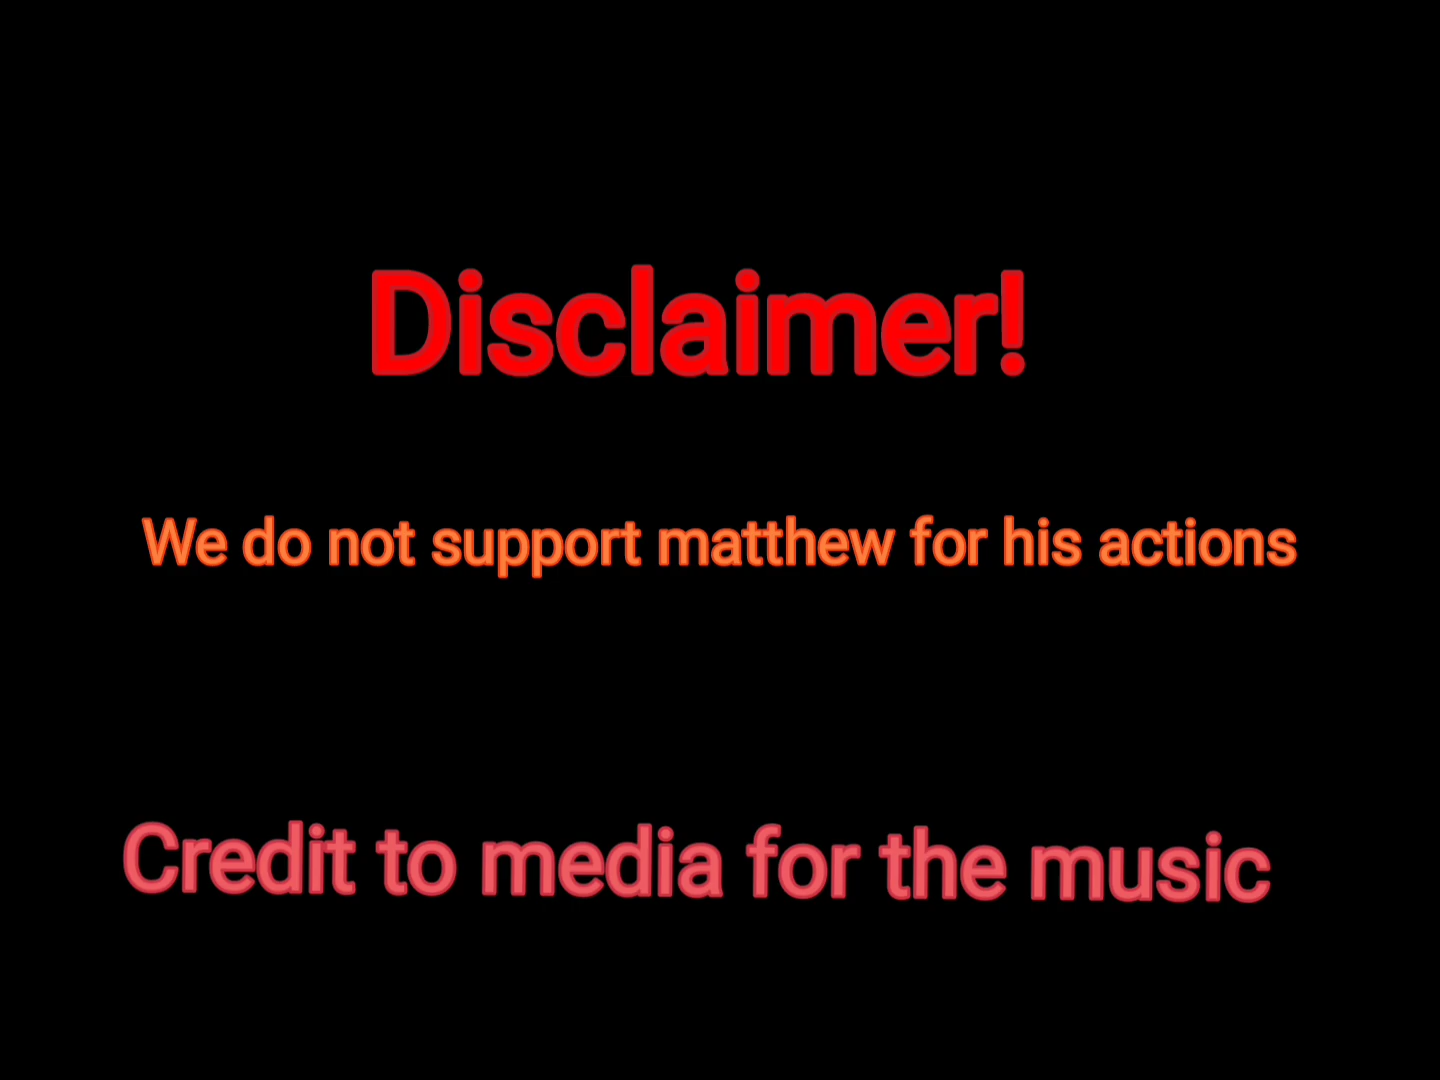 Disclaimer!
We do not support matthew for his actions
Credit to media for the music